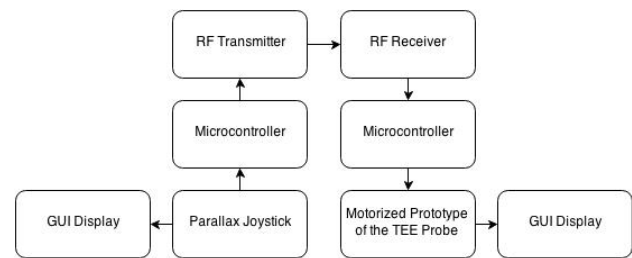 RF Transmitter
RF Receiver
Microcontroller
Microcontroller
GUI Display
Parallax Joystick
Motorized Prototype
of the TEE Probe
GUI Display